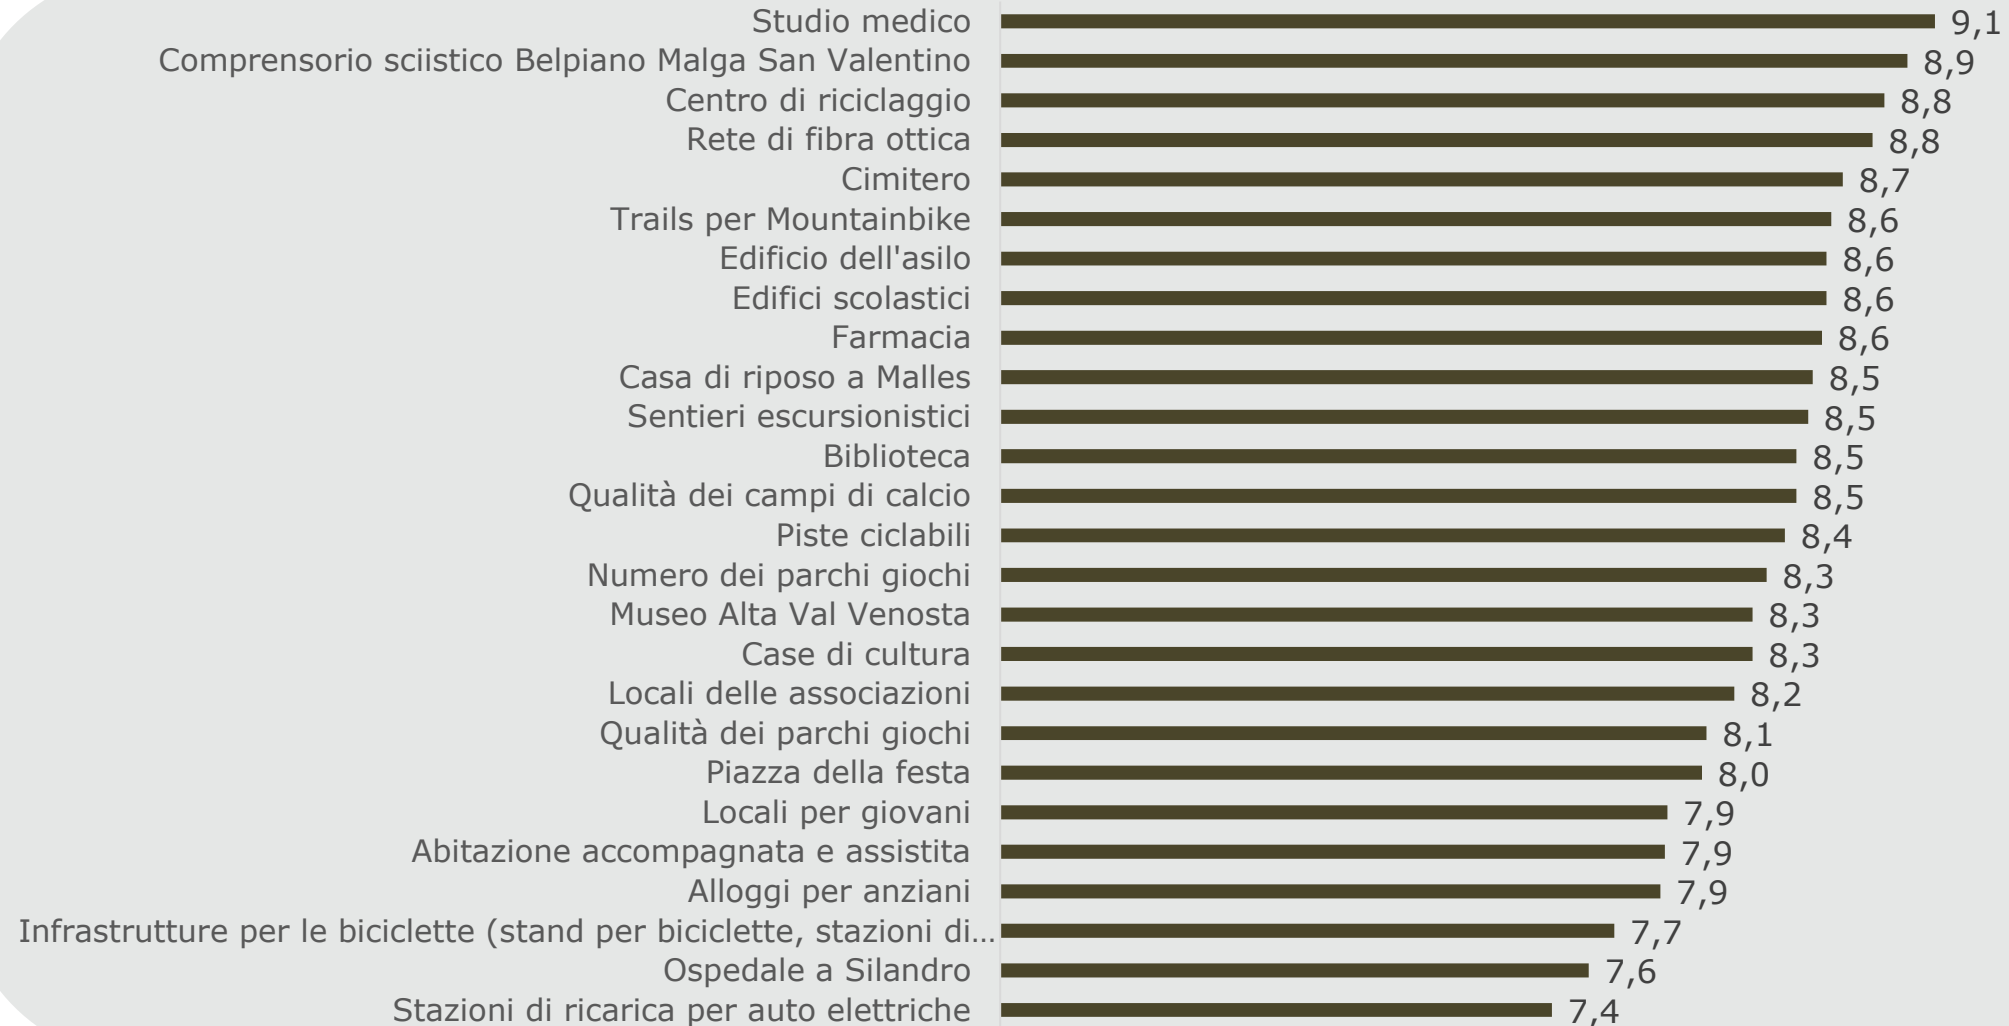 Studio medico 9,1
Comprensorio sciistico Belpiano Malga San Valentino 8,9
Centro di riciclaggio 8,8
Rete di fibra ottica 8,8
Cimitero 8,7
Trails per Mountainbike 8,6
Edificio dell'asilo 8,6
Edifici scolastici 8,6
Farmacia 8,6
Casa di riposo a Malles 8,5
Sentieri escursionistici 8,5
Biblioteca 8,5
Qualità dei campi di calcio 8,5
Piste ciclabili 8,4
Numero dei parchi giochi 8,3
Museo Alta Val Venosta 8,3
Case di cultura 8,3
Locali delle associazioni 8,2
Qualità dei parchi giochi 8,1
Piazza della festa 8,0
Locali per giovani 7,9
Abitazione accompagnata e assistita 7,9
Alloggi per anziani 7,9
Infrastrutture per le biciclette (stand per biciclette, stazioni di… 7,7
Ospedale a Silandro 7,6
Stazioni di ricarica per auto elettriche 7,4